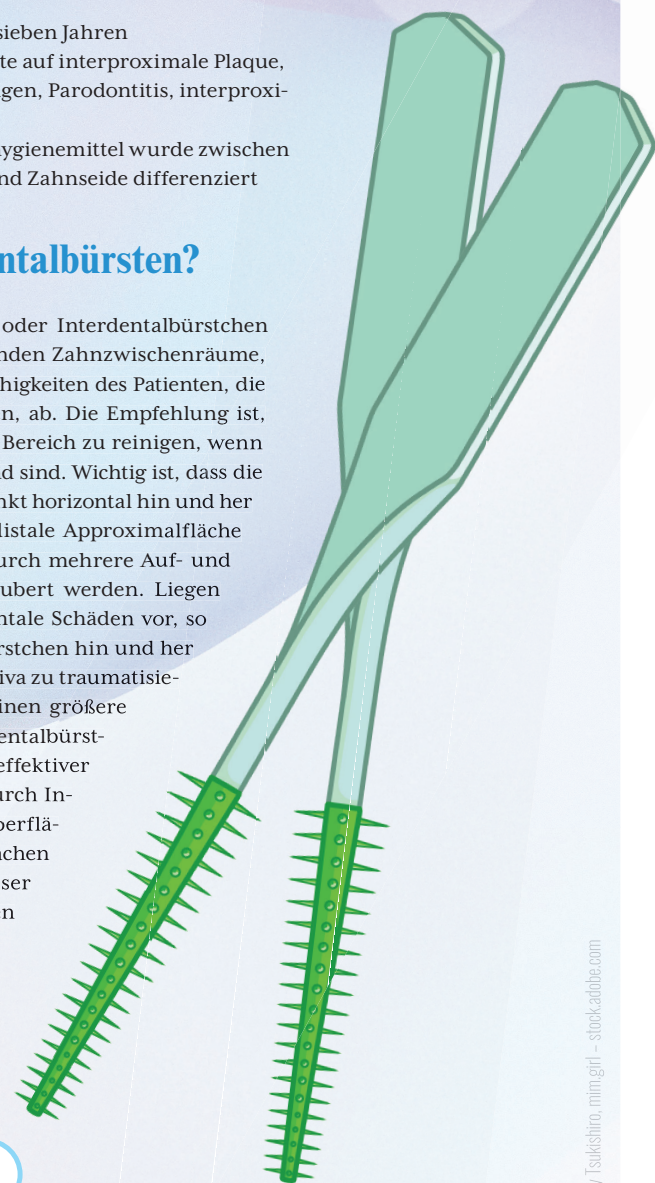 sieben Jahren
te auf interproximale Plaque,
gen, Parodontitis, interproxi-
ygienemittel wurde zwischen
nd Zahnseide differenziert
ntalbürsten?
oder Interdentalbürstchen
nden Zahnzwischenräume,
higkeiten des Patienten, die
n, ab. Die Empfehlung ist,
Bereich zu reinigen, wenn
d sind. Wichtig ist, dass die
nkt horizontal hin und her
distale Approximalfläche
urch mehrere Auf- und
ubert werden. Liegen
ntale Schäden vor, so
rstchen hin und her
iva zu traumatisie-
inen größere
entalbürst-
effektiver
urch In-
berflä-
chen
ser
en
Tsukishiro, mim.girl – stock.adobe.com